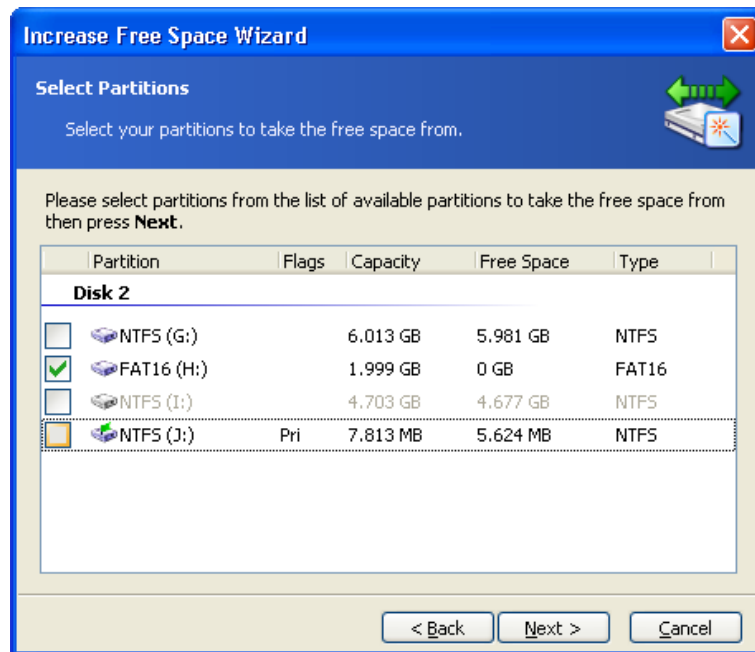 Increase Free Space Wizard
Select Partitions
Select your partitions to take the free space from.
Please select partitions from the list of available partitions to take the free space from
then press Next.
Partition Flags Capacity Free Space Type
Disk 2
NTFS (G:) 6.013 GB 5.981 GB NTFS
FAT16 (H:) 1.999 GB 0 GB FAT16
NTFS (I:) 4.703 GB 4.677 GB NTFS
NTFS (J:) Pri 7.813 MB 5.624 MB NTFS
< Back Next > Cancel